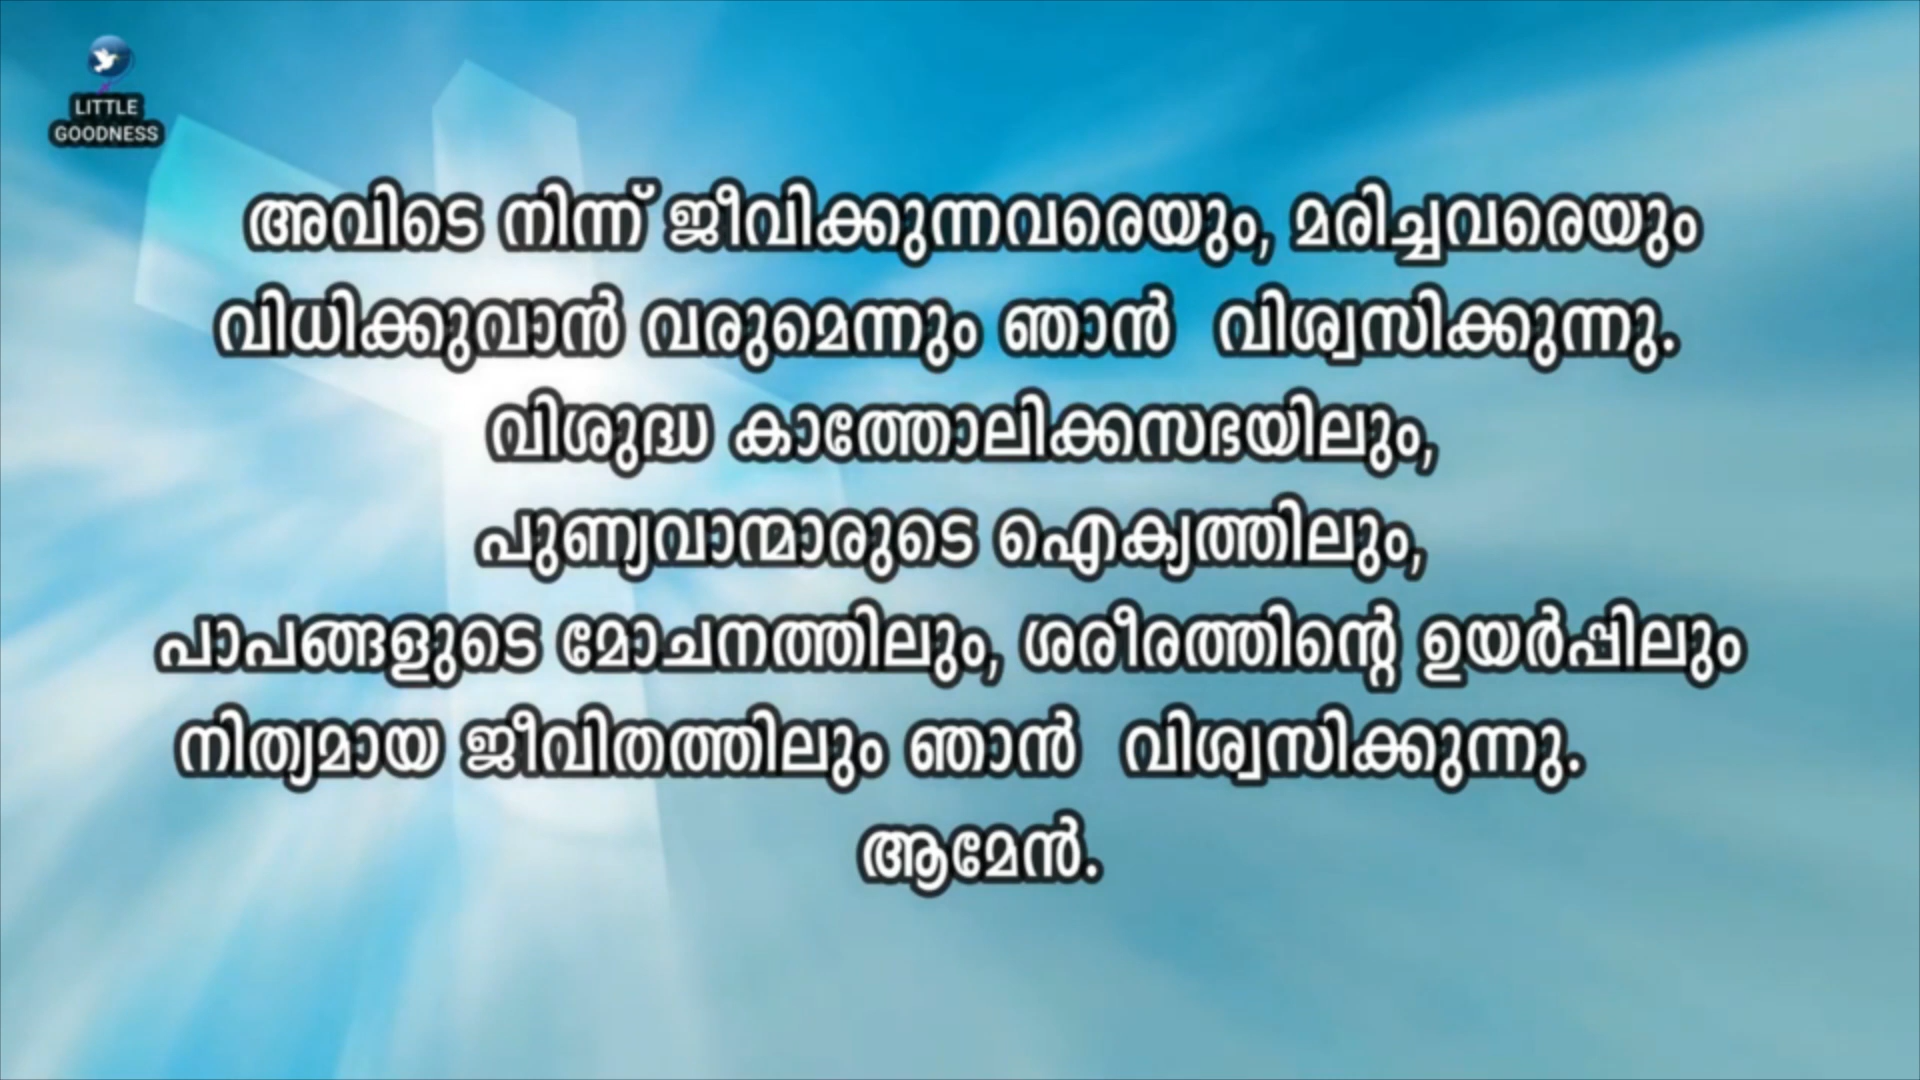 LITTLE
GOODNESS
അവിടെ നിന്ന് ജീവിക്കുന്നവരെയും, മരിച്ചവരെയും
വിധിക്കുവാൻ വരുമെന്നും ഞാൻ വിശ്വസിക്കുന്നു.
വിശുദ്ധ കാത്തോലിക്കസഭയിലും,
പുണ്യവാന്മാരുടെ ഐക്യത്തിലും,
പാപങ്ങളുടെ മോചനത്തിലും, ശരീരത്തിന്റെ ഉയർപ്പിലും
നിത്യമായ ജീവിതത്തിലും ഞാൻ വിശ്വസിക്കുന്നു.
ആമേൻ.